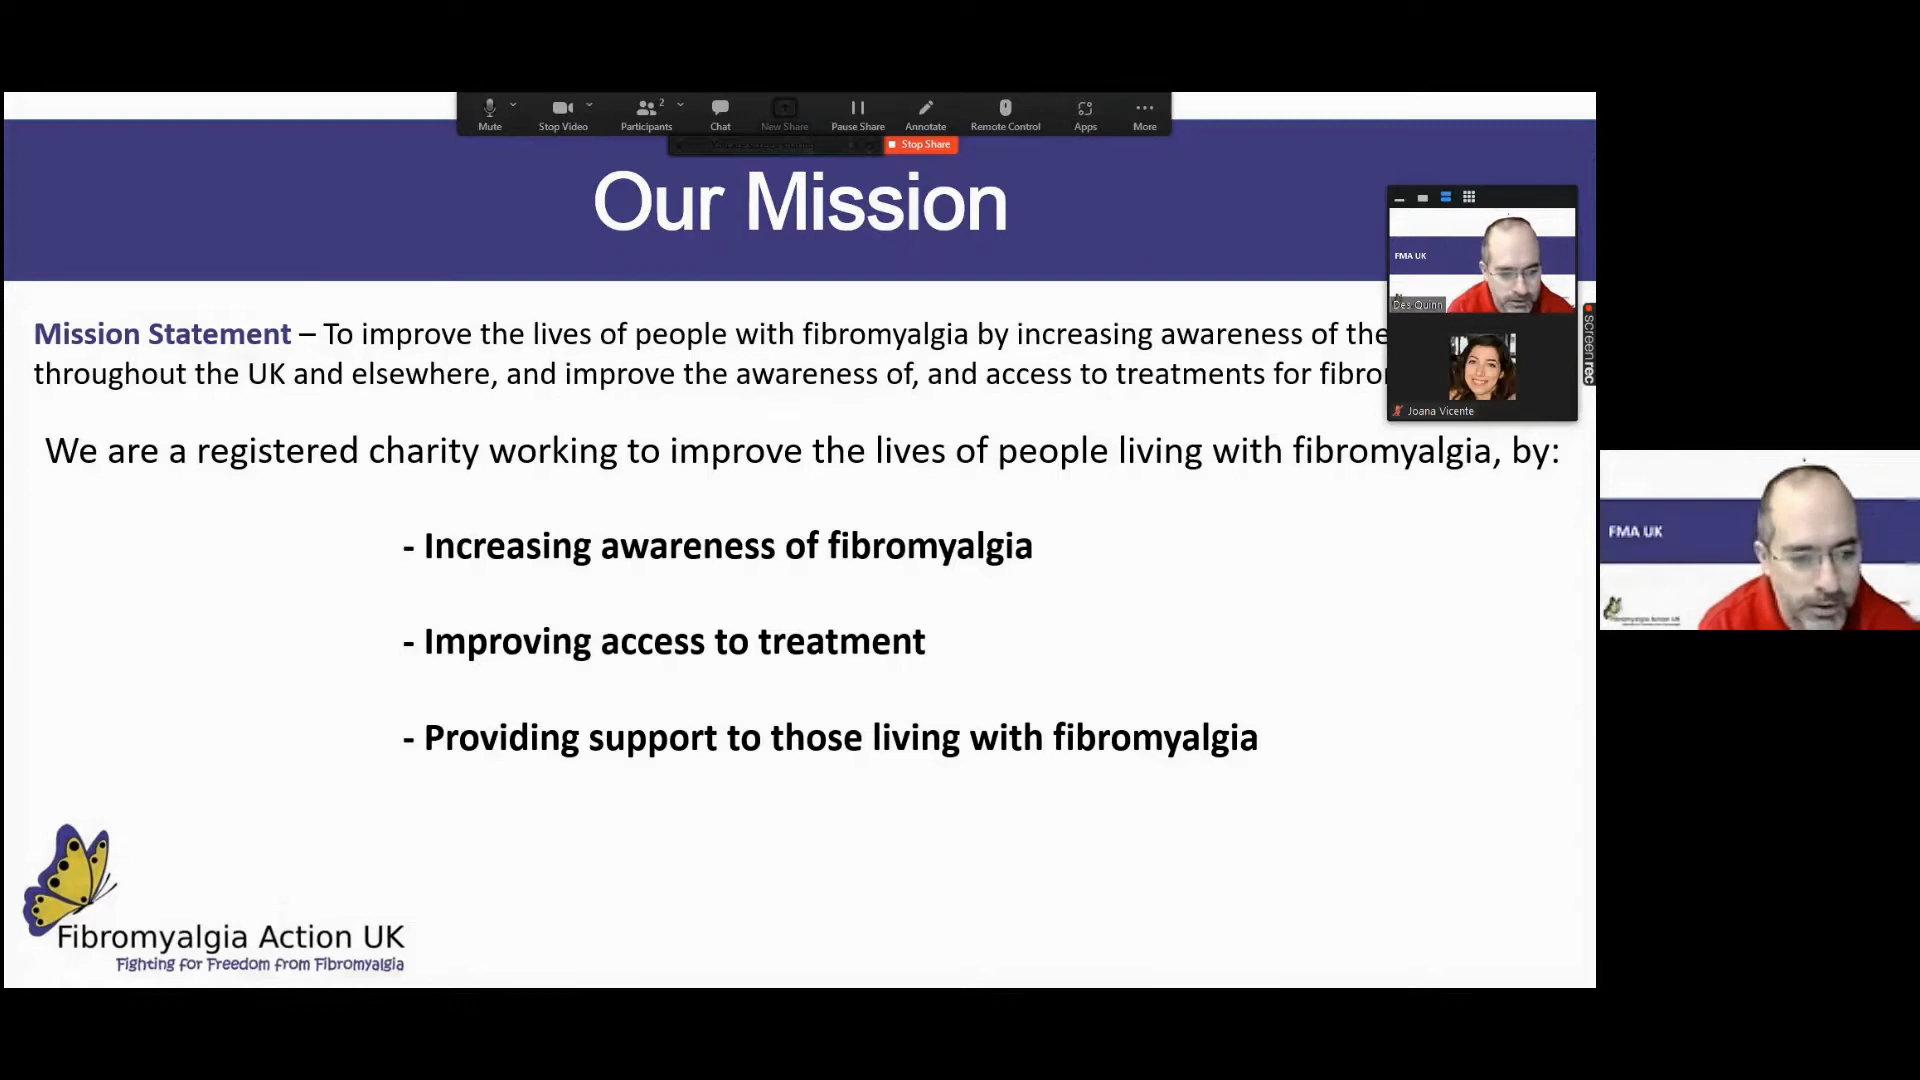 Mute
Stop Video
Participants
2
Chat
New Share
Pause Share
Annotate
Remote Control
Apps
More
Stop Share
Our Mission
FMA UK
Des Quinn
Joana Vicente
screenrec
Mission Statement – To improve the lives of people with fibromyalgia by increasing awareness of the
throughout the UK and elsewhere, and improve the awareness of, and access to treatments for fibro
We are a registered charity working to improve the lives of people living with fibromyalgia, by:
- Increasing awareness of fibromyalgia
- Improving access to treatment
- Providing support to those living with fibromyalgia
Fibromyalgia Action UK
Fighting for Freedom from Fibromyalgia
FMA UK
Fibromyalgia Action UK